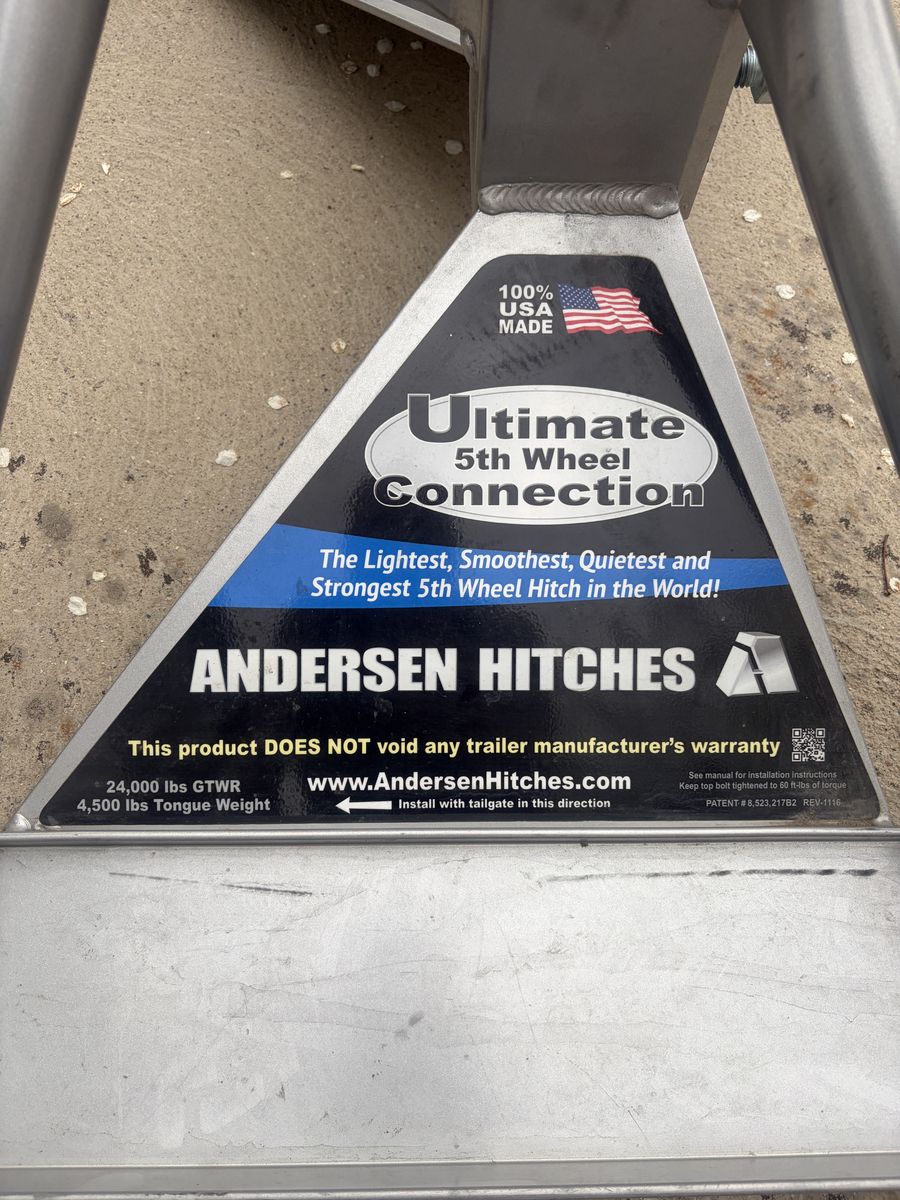 100%
USA
MADE
Ultimate
5th Wheel
Connection
The Lightest, Smoothest, Quietest and
Strongest 5th Wheel Hitch in the World!
ANDERSEN HITCHES
This product DOES NOT void any trailer manufacturer's warranty
24,000 lbs GTWR
4,500 lbs Tongue Weight
www.AndersenHitches.com
Install with tailgate in this direction
See manual for installation instructions
Keep top bolt tightened to 60 ft-lbs of torque
PATENT # 8,523,217B2 REV-1116